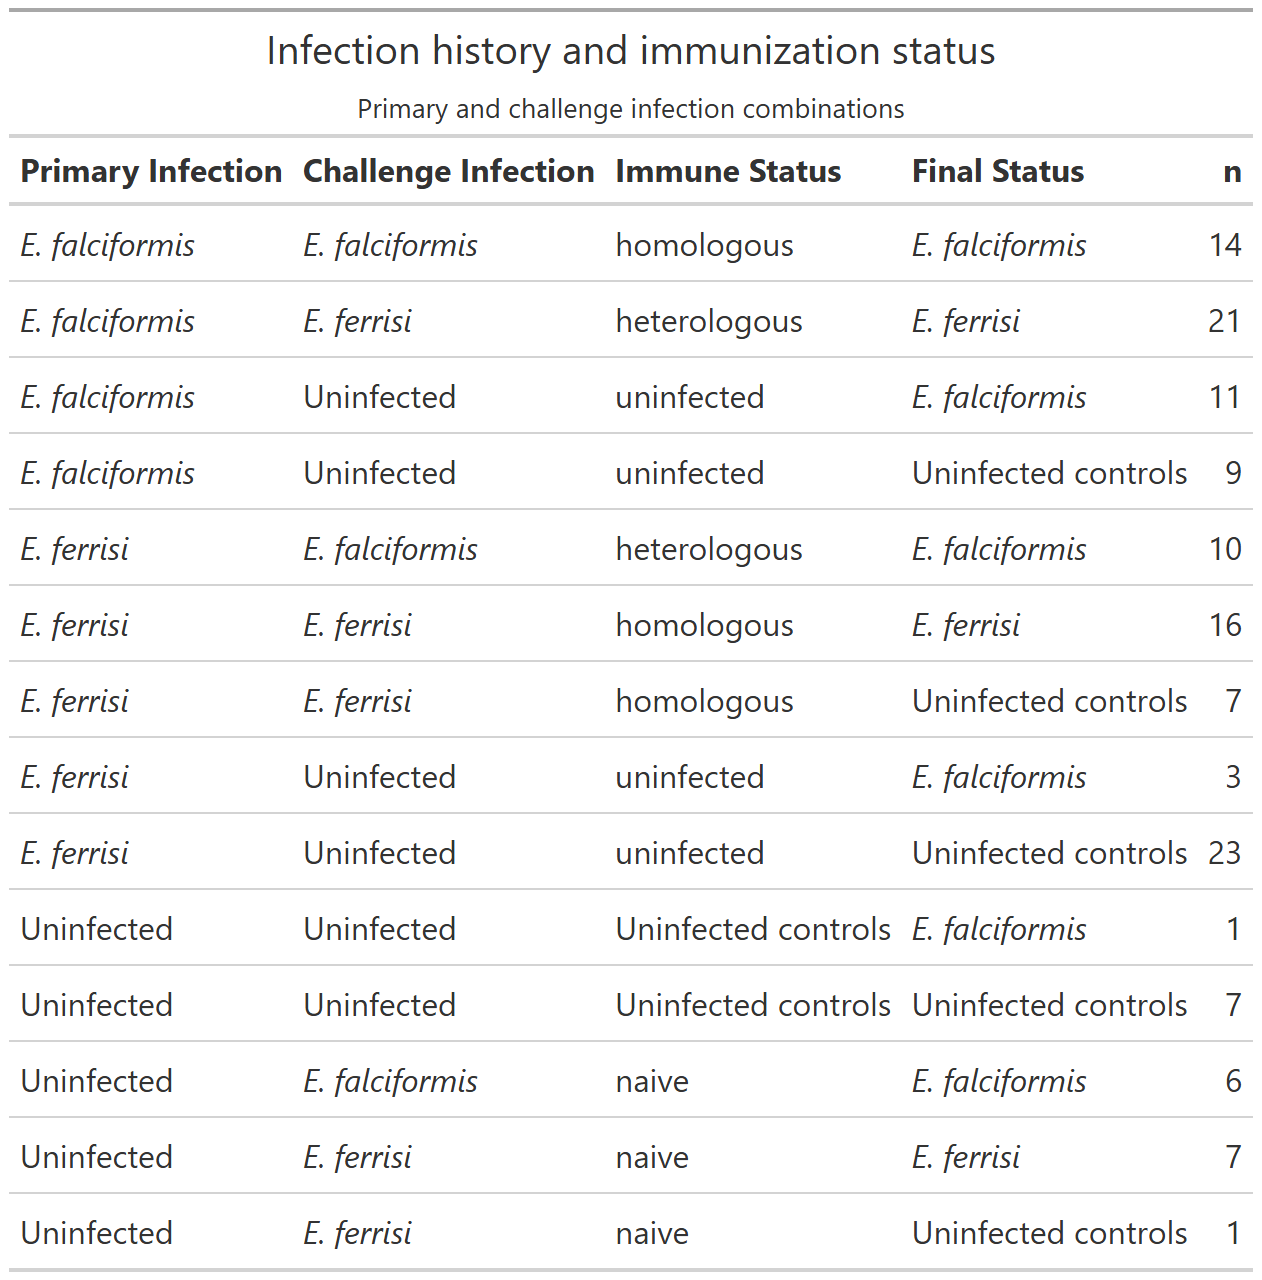 Infection history and immunization status
Primary and challenge infection combinations
Primary Infection Challenge Infection Immune Status Final Status n
E. falciformis E. falciformis homologous E. falciformis 14
E. falciformis E. ferrisi heterologous E. ferrisi 21
E. falciformis Uninfected uninfected E. falciformis 11
E. falciformis Uninfected uninfected Uninfected controls 9
E. ferrisi E. falciformis heterologous E. falciformis 10
E. ferrisi E. ferrisi homologous E. ferrisi 16
E. ferrisi E. ferrisi homologous Uninfected controls 7
E. ferrisi Uninfected uninfected E. falciformis 3
E. ferrisi Uninfected uninfected Uninfected controls 23
Uninfected Uninfected Uninfected controls E. falciformis 1
Uninfected Uninfected Uninfected controls Uninfected controls 7
Uninfected E. falciformis naive E. falciformis 6
Uninfected E. ferrisi naive E. ferrisi 7
Uninfected E. ferrisi naive Uninfected controls 1